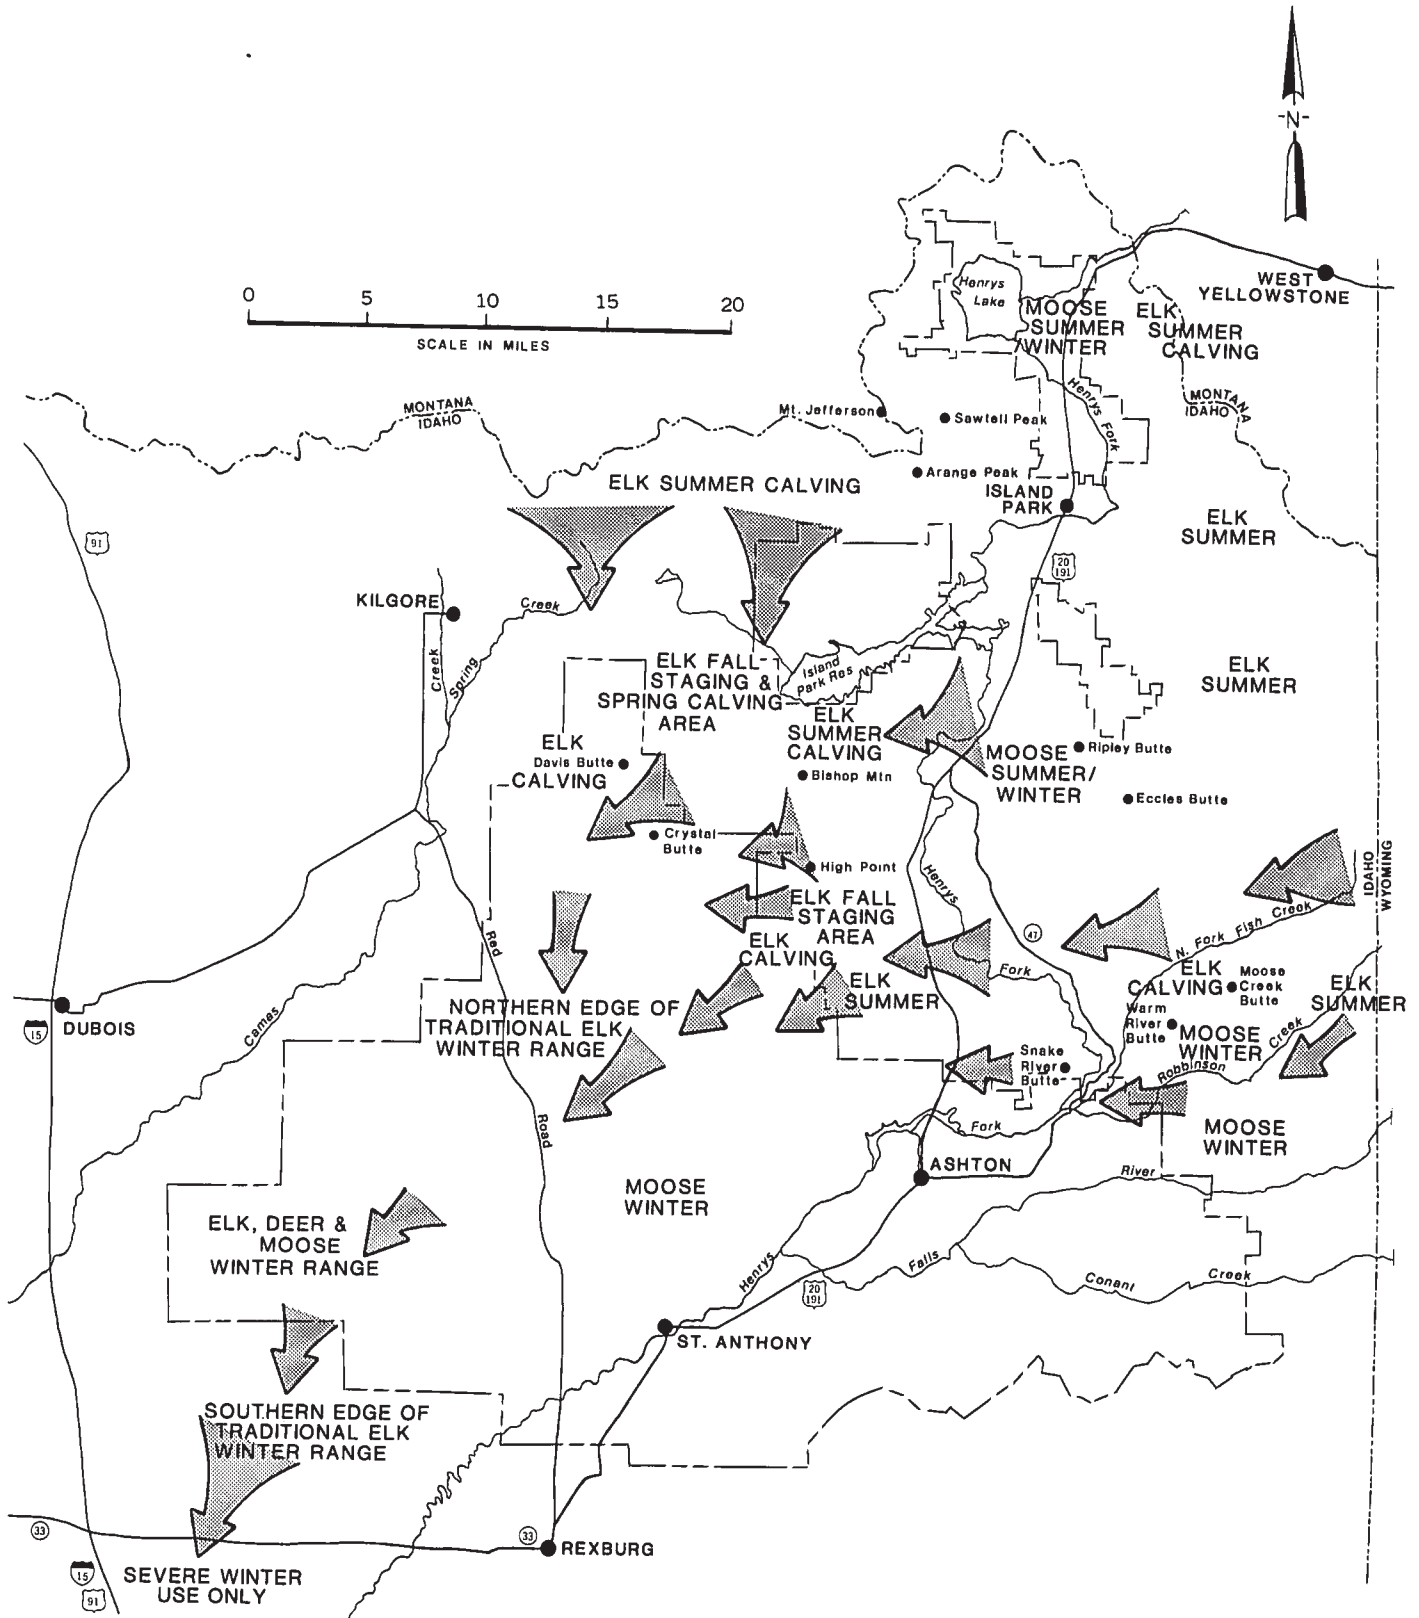 N
WEST
YELLOWSTONE
Henrys
Lake
MOOSE
SUMMER
/WINTER
ELK
SUMMER
CALVING
0 5 10 15 20
SCALE IN MILES
MONTANA
IDAHO
MONTANA
IDAHO
Henrys Fork
Mt. Jefferson
Sawtell Peak
Arange Peak
ELK SUMMER CALVING
ISLAND
PARK
ELK
SUMMER
91
20
191
KILGORE
Creek
Creek
Spring
ELK FALL
STAGING &
SPRING CALVING
AREA
Island
Park Res
ELK
SUMMER
ELK
SUMMER
CALVING
ELK
Davis Butte
CALVING
Bishop Mtn
MOOSE
SUMMER/
WINTER
Ripley Butte
Eccles Butte
Crystal
Butte
High Point
Henrys
IDAHO
WYOMING
ELK FALL
STAGING
AREA
47
N. Fork Fish Creek
Red
ELK
CALVING
Fork
ELK
SUMMER
ELK
CALVING
Moose
Creek
Butte
ELK
SUMMER
NORTHERN EDGE OF
TRADITIONAL ELK
WINTER RANGE
Camas
15
DUBOIS
Warm
River
Butte
MOOSE
WINTER
Creek
Robbinson
Snake
River
Butte
Road
Fork
MOOSE
WINTER
ASHTON
River
MOOSE
WINTER
ELK, DEER &
MOOSE
WINTER RANGE
Henrys
Falls
20
191
Conant
Creek
ST. ANTHONY
SOUTHERN EDGE OF
TRADITIONAL ELK
WINTER RANGE
33
33
REXBURG
15
91
SEVERE WINTER
USE ONLY